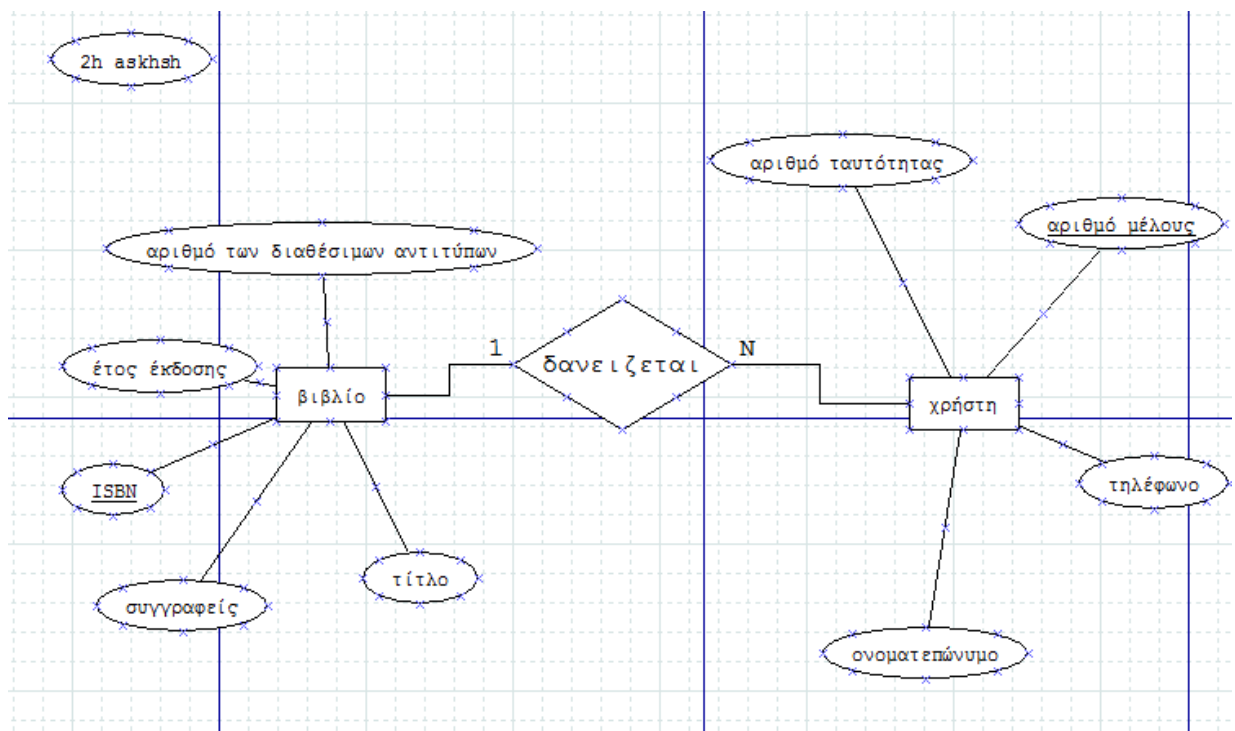 2h askhsh
αριθμό ταυτότητας
αριθμό μέλους
αριθμό των διαθέσιμων αντιτύπων
1
δανειζεται
N
έτος έκδοσης
βιβλίο
χρήστη
ISBN
τηλέφωνο
τίτλο
συγγραφείς
ονοματεπώνυμο